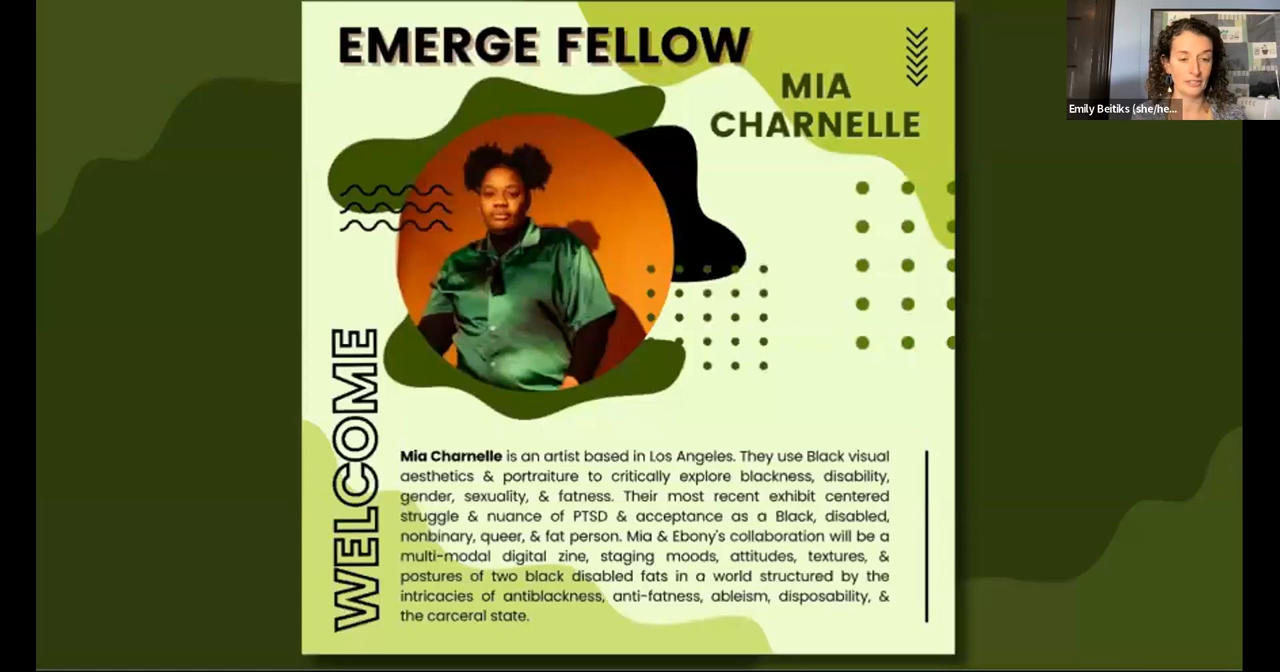 EMERGE FELLOW
MIA
CHARNELLE
Emily Beitiks (she/he...
WELCOME
Mia Charnelle is an artist based in Los Angeles. They use Black visual
aesthetics & portraiture to critically explore blackness, disability,
gender, sexuality, & fatness. Their most recent exhibit centered
struggle & nuance of PTSD & acceptance as a Black, disabled,
nonbinary, queer, & fat person. Mia & Ebony's collaboration will be a
multi-modal digital zine, staging moods, attitudes, textures, &
postures of two black disabled fats in a world structured by the
intricacies of antiblackness, anti-fatness, ableism, disposability, &
the carceral state.